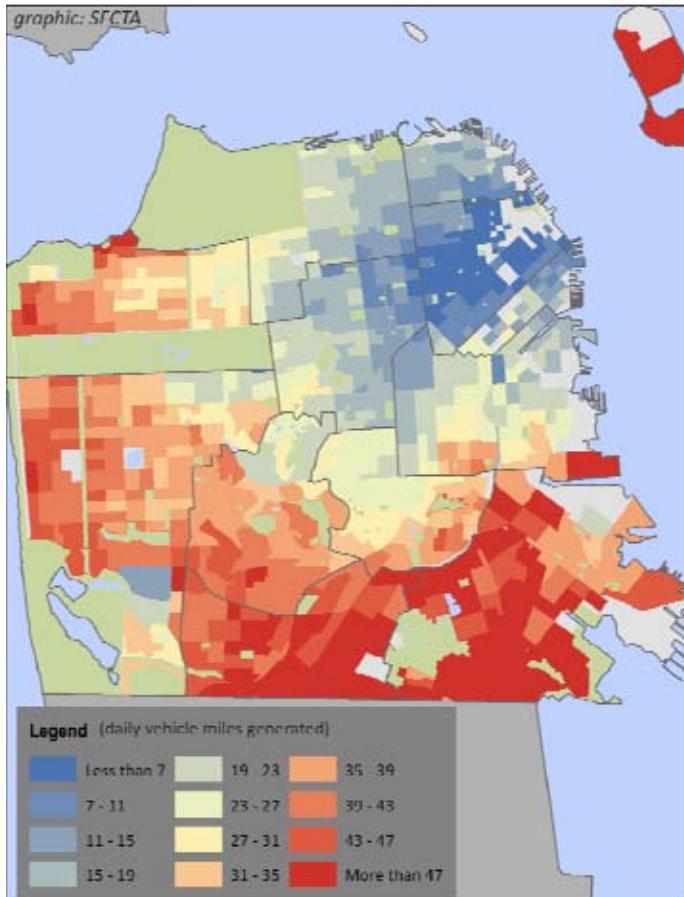 graphic: SFCTA
Legend (daily vehicle miles generated)
Less than 7
7 - 11
11 - 15
15 - 19
19 - 23
23 - 27
27 - 31
31 - 35
35 - 39
39 - 43
43 - 47
More than 47